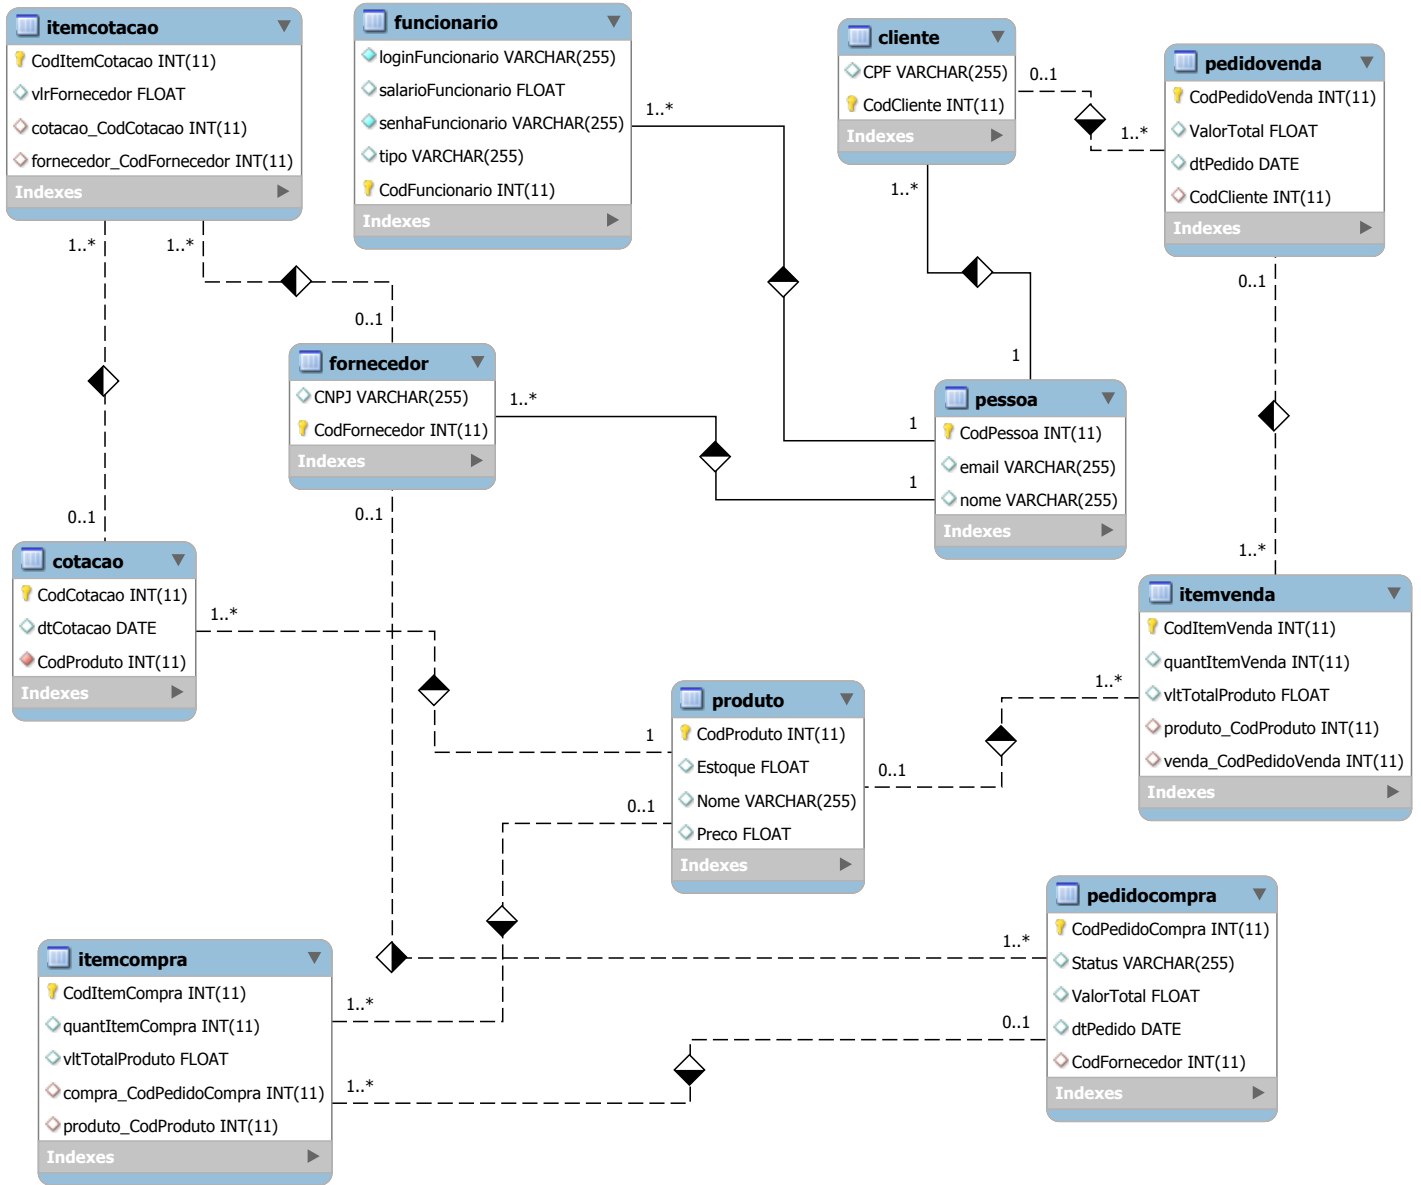 itemcotacao
CodItemCotacao INT(11)
vlrFornecedor FLOAT
cotacao_CodCotacao INT(11)
fornecedor_CodFornecedor INT(11)
Indexes
funcionario
loginFuncionario VARCHAR(255)
salarioFuncionario FLOAT
senhaFuncionario VARCHAR(255)
tipo VARCHAR(255)
CodFuncionario INT(11)
Indexes
cliente
CPF VARCHAR(255)
CodCliente INT(11)
Indexes
pedidovenda
CodPedidoVenda INT(11)
ValorTotal FLOAT
dtPedido DATE
CodCliente INT(11)
Indexes
0..1
1..*
1..*
1..*
1..*
1..*
0..1
0..1
1
fornecedor
CNPJ VARCHAR(255)
CodFornecedor INT(11)
Indexes
1..*
pessoa
CodPessoa INT(11)
email VARCHAR(255)
nome VARCHAR(255)
Indexes
1
1
0..1
0..1
1..*
cotacao
CodCotacao INT(11)
dtCotacao DATE
CodProduto INT(11)
Indexes
1..*
itemvenda
CodItemVenda INT(11)
quantItemVenda INT(11)
vltTotalProduto FLOAT
produto_CodProduto INT(11)
venda_CodPedidoVenda INT(11)
Indexes
1..*
produto
CodProduto INT(11)
Estoque FLOAT
Nome VARCHAR(255)
Preco FLOAT
Indexes
1
0..1
0..1
pedidocompra
CodPedidoCompra INT(11)
Status VARCHAR(255)
ValorTotal FLOAT
dtPedido DATE
CodFornecedor INT(11)
Indexes
1..*
0..1
itemcompra
CodItemCompra INT(11)
quantItemCompra INT(11)
vltTotalProduto FLOAT
compra_CodPedidoCompra INT(11)
produto_CodProduto INT(11)
Indexes
1..*
1..*